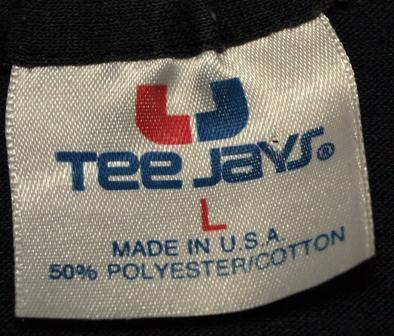 Tee Jays®
L
MADE IN U.S.A.
50% POLYESTER/COTTON